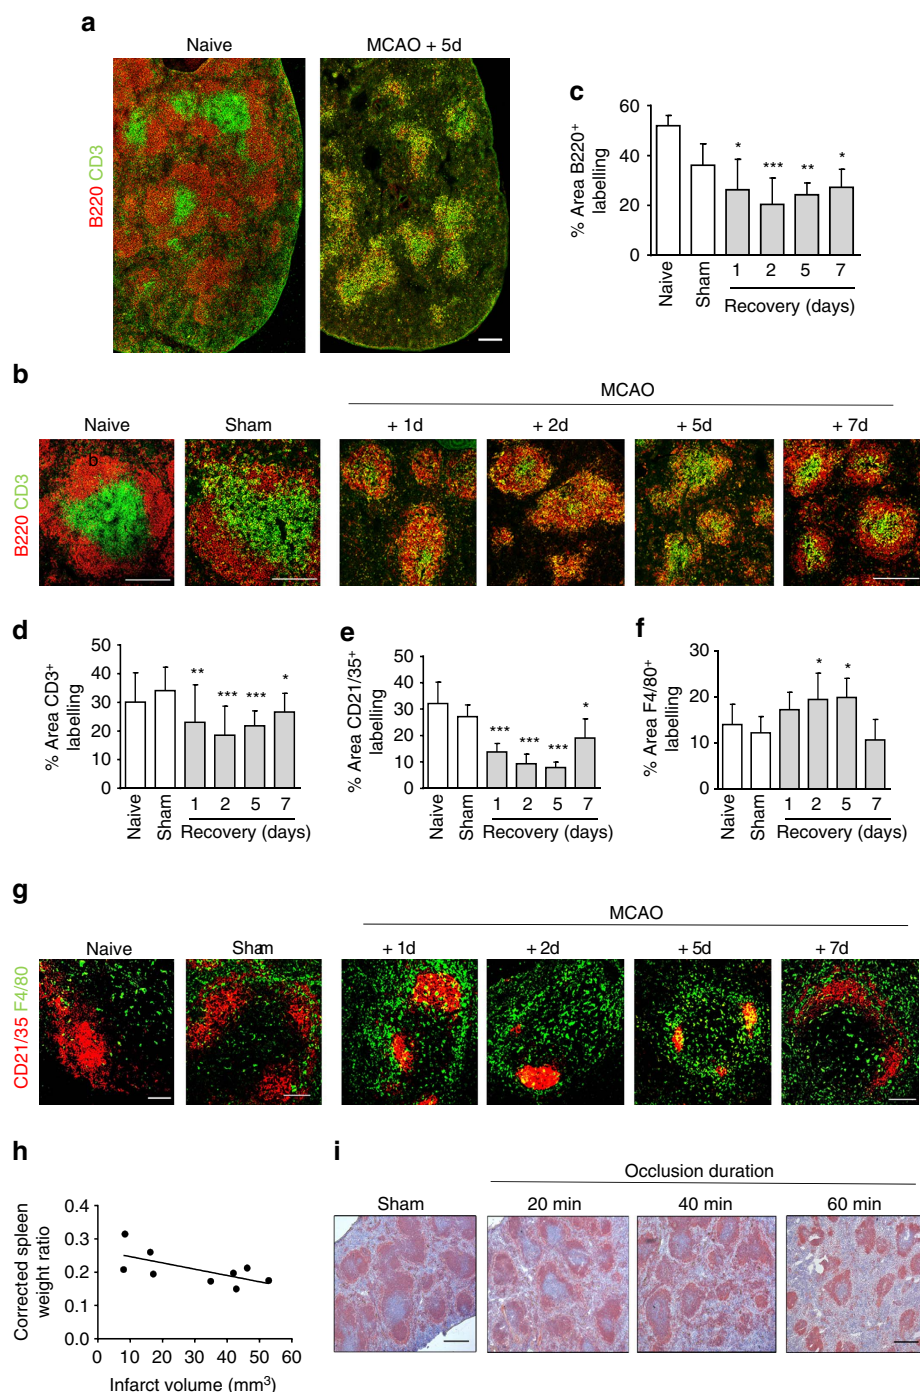 a
Naive
MCAO + 5d
B220 CD3
c
% Area B220+
labelling
60
40
20
0
*
***
**
*
Naive
Sham
1
2
5
7
Recovery (days)
b
MCAO
Naive
Sham
+ 1d
+ 2d
+ 5d
+ 7d
b
B220 CD3
d
% Area CD3+
labelling
50
40
30
20
10
0
**
***
***
*
Naive
Sham
1
2
5
7
Recovery (days)
e
% Area CD21/35+
labelling
50
40
30
20
10
0
***
***
***
*
Naive
Sham
1
2
5
7
Recovery (days)
f
% Area F4/80+
labelling
30
20
10
0
*
*
Naive
Sham
1
2
5
7
Recovery (days)
g
MCAO
Naive
Sham
+ 1d
+ 2d
+ 5d
+ 7d
CD21/35 F4/80
h
Corrected spleen
weight ratio
0.4
0.3
0.2
0.1
0.0
0
10
20
30
40
50
60
Infarct volume (mm3)
i
Occlusion duration
Sham
20 min
40 min
60 min